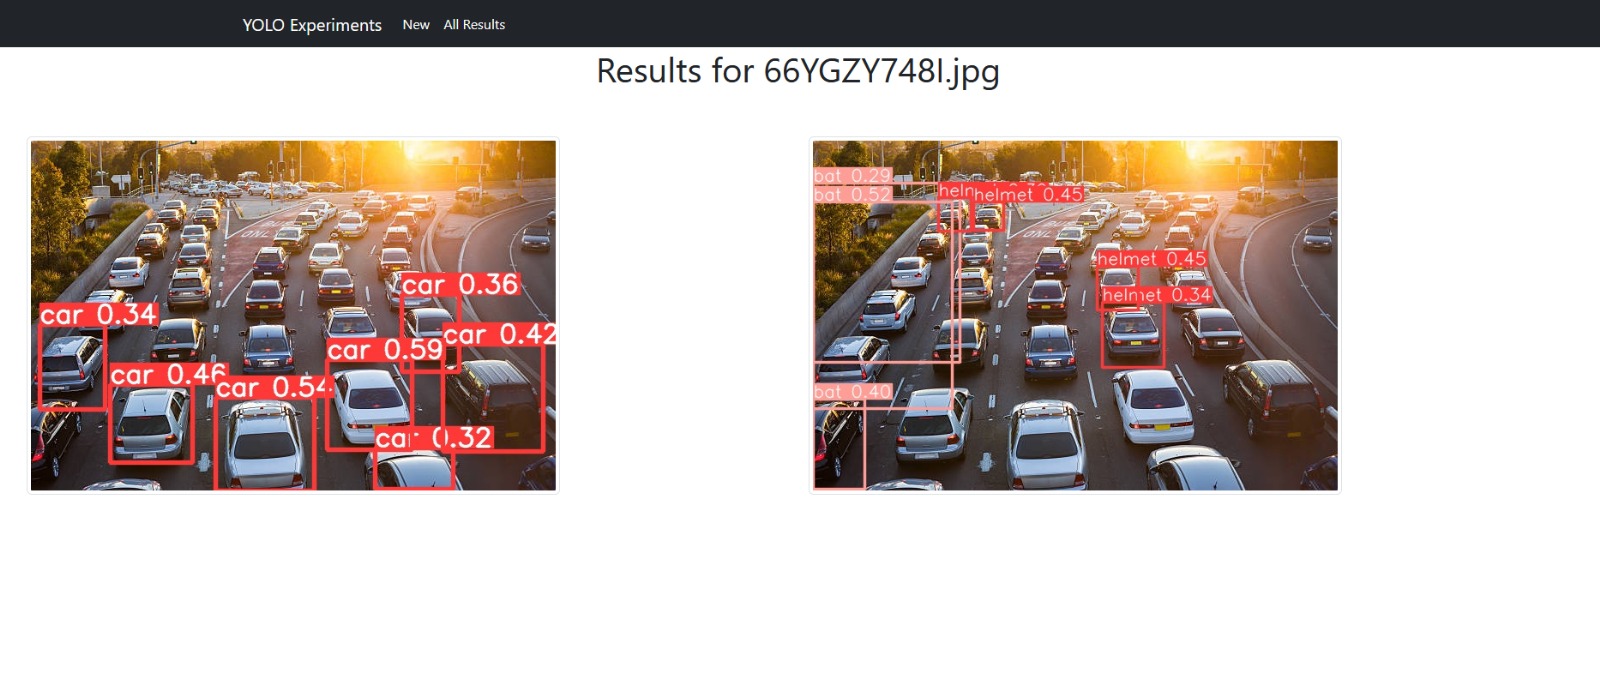 YOLO Experiments New All Results
Results for 66YGZY748I.jpg
car 0.36
car 0.34
car 0.42
car 0.59
car 0.46
car 0.54
car 0.32
ONL
bat 0.29
bat 0.52
helmet 0.45
ONL
helmet 0.45
helmet 0.34
bat 0.40